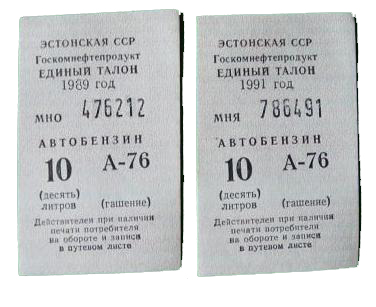 ЭСТОНСКАЯ ССР
Госкомнефтепродукт
ЕДИНЫЙ ТАЛОН
1989 год
МНО 476212
АВТОБЕНЗИН
10 А-76
(десять)
литров (гашение)
Действителен при наличии
печати потребителя
на обороте и записи
в путевом листе
ЭСТОНСКАЯ ССР
Госкомнефтепродукт
ЕДИНЫЙ ТАЛОН
1991 год
МНЯ 786491
АВТОБЕНЗИН
10 А-76
(десять)
литров (гашение)
Действителен при наличии
печати потребителя
на обороте и записи
в путевом листе